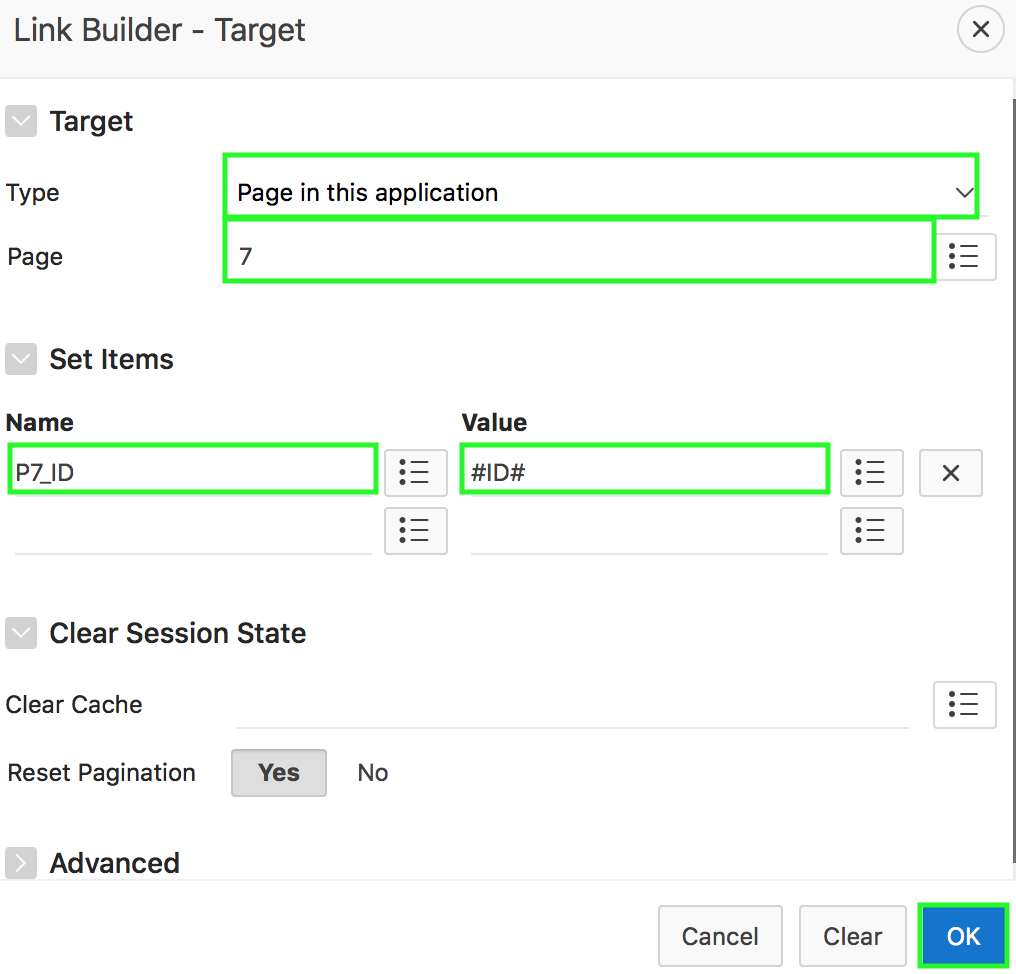 Link Builder - Target
Target
Type Page in this application
Page 7
Set Items
Name Value
P7_ID #ID#
Clear Session State
Clear Cache
Reset Pagination Yes No
Advanced
Cancel Clear OK